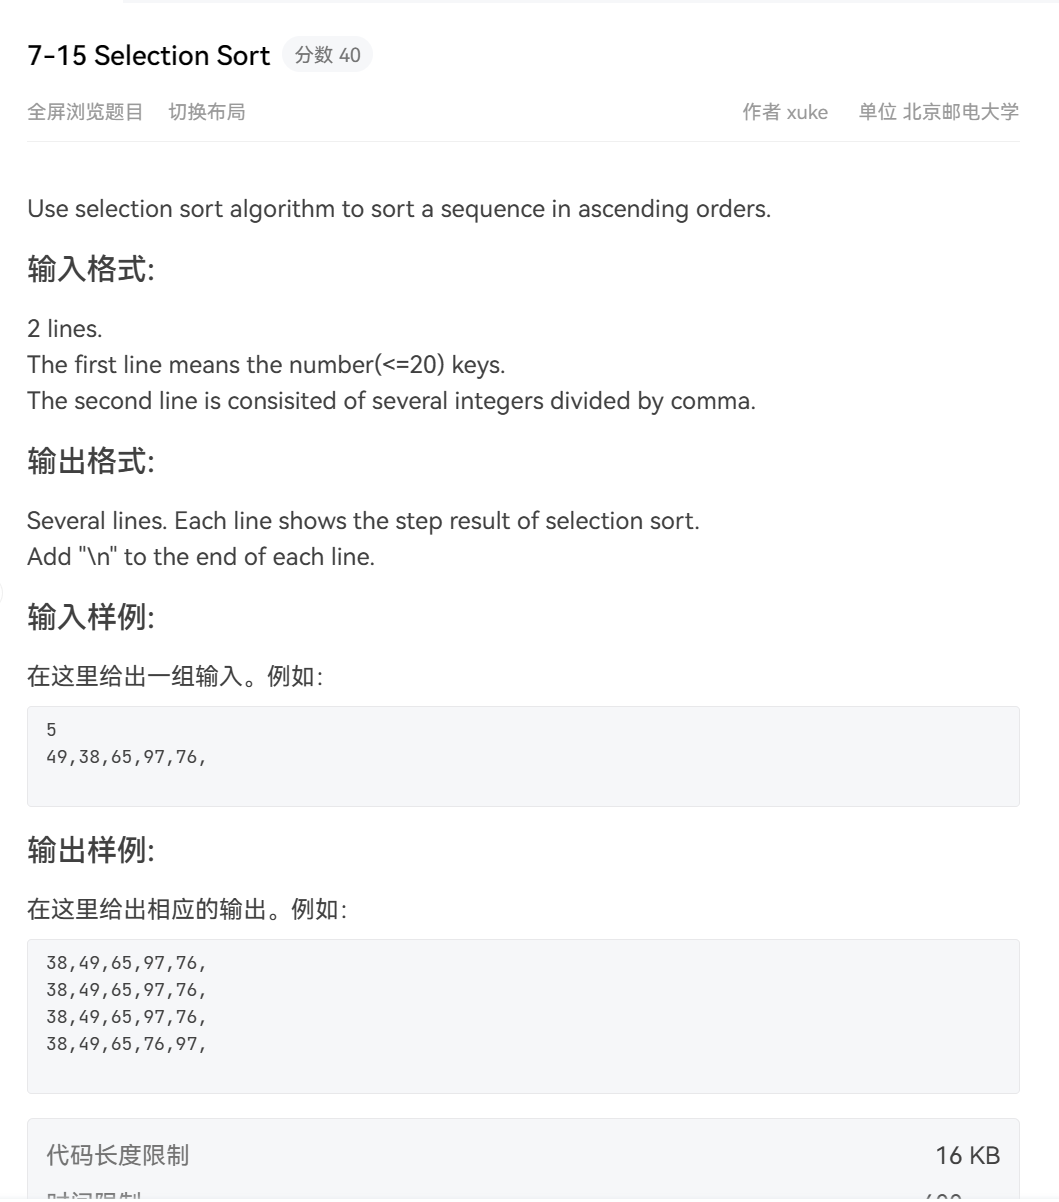 7-15 Selection Sort 分数 40
全屏浏览题目 切换布局 作者 xuke 单位 北京邮电大学
Use selection sort algorithm to sort a sequence in ascending orders.
输入格式:
2 lines.
The first line means the number(<=20) keys.
The second line is consisited of several integers divided by comma.
输出格式:
Several lines. Each line shows the step result of selection sort.
Add "\n" to the end of each line.
输入样例:
在这里给出一组输入。例如：
5
49,38,65,97,76,
输出样例:
在这里给出相应的输出。例如：
38,49,65,97,76,
38,49,65,97,76,
38,49,65,97,76,
38,49,65,76,97,
代码长度限制 16 KB